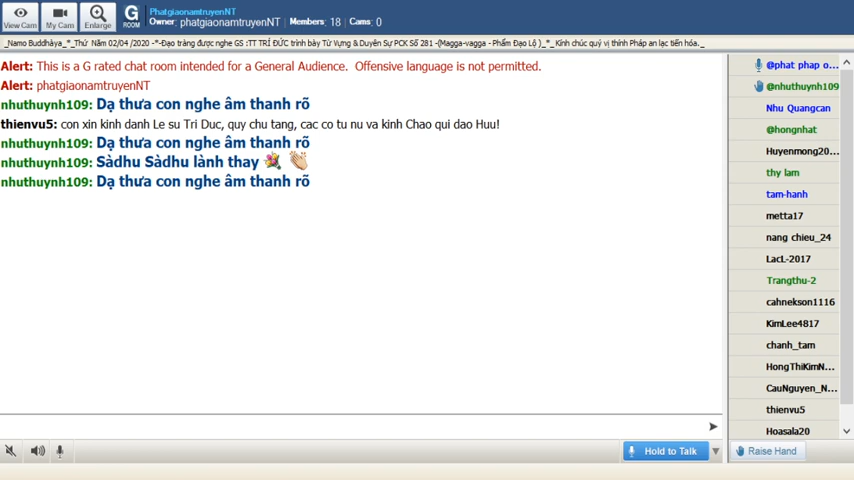 View Cam
My Cam
Enlarge
G
ROOM
PhatgiaonamtruyenNT
Owner: phatgiaonamtruyenNT Members: 18 Cams: 0
_Namo Buddhàya_*_Thứ Năm 02/04 /2020 -*-Đạo tràng được nghe GS :TT TRÍ ĐỨC trình bày Tứ Vựng & Duyên Sự PCK Số 281 -(Magga-vagga - Phẩm Đạo Lộ )_*_ Kính chúc quý vị thính Pháp an lạc tiến hóa._
Alert: This is a G rated chat room intended for a General Audience. Offensive language is not permitted.
Alert: phatgiaonamtruyenNT
nhuthuynh109: Dạ thưa con nghe âm thanh rõ
thienvu5: con xin kinh danh Le su Tri Duc, quy chu tang, cac co tu nu va kinh Chao qui dao Huu!
nhuthuynh109: Dạ thưa con nghe âm thanh rõ
nhuthuynh109: Sàdhu Sàdhu lành thay
nhuthuynh109: Dạ thưa con nghe âm thanh rõ
@phat phap o...
@nhuthuynh109
Nhu Quangcan
@hongnhat
Huyenmong20...
thy lam
tam-hanh
metta17
nang chieu_24
LacL-2017
Trangthu-2
cahnekson1116
KimLee4817
chanh_tam
HongThiKimN...
CauNguyen_N...
thienvu5
Hoasala20
Hold to Talk
Raise Hand